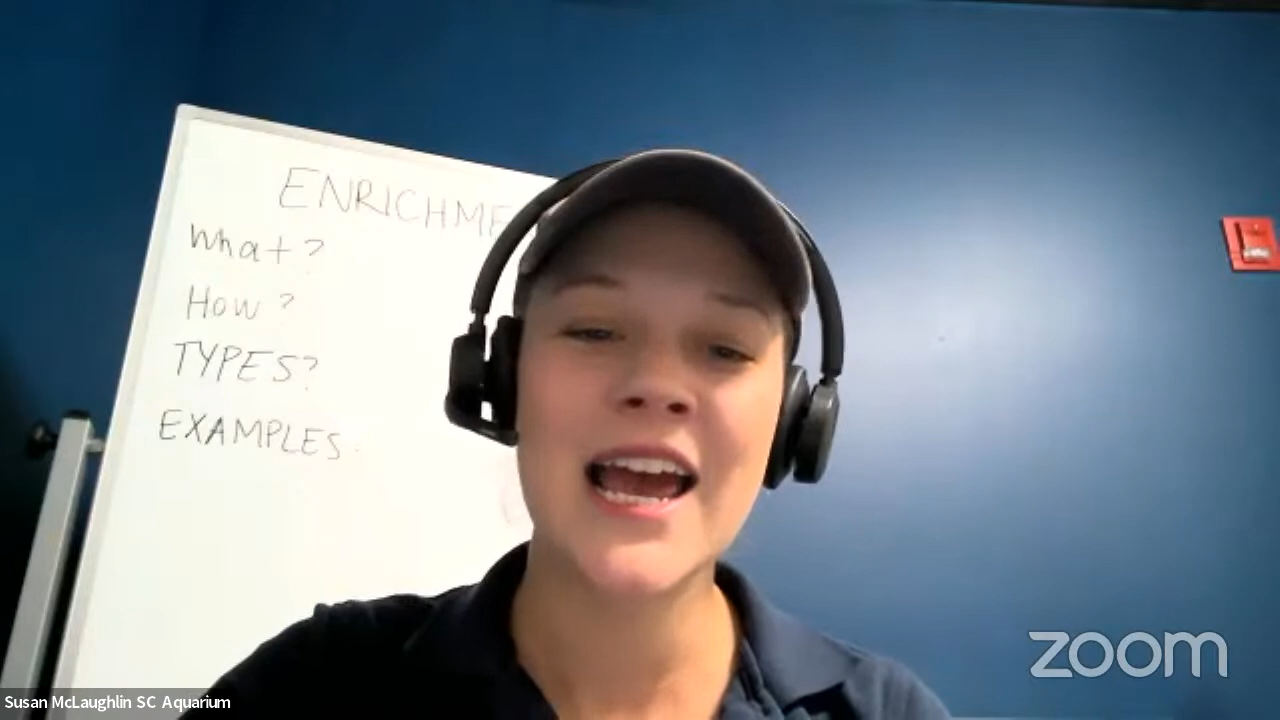 ENRICHME
What?
How?
TYPES?
EXAMPLES:
zoom
Susan McLaughlin SC Aquarium